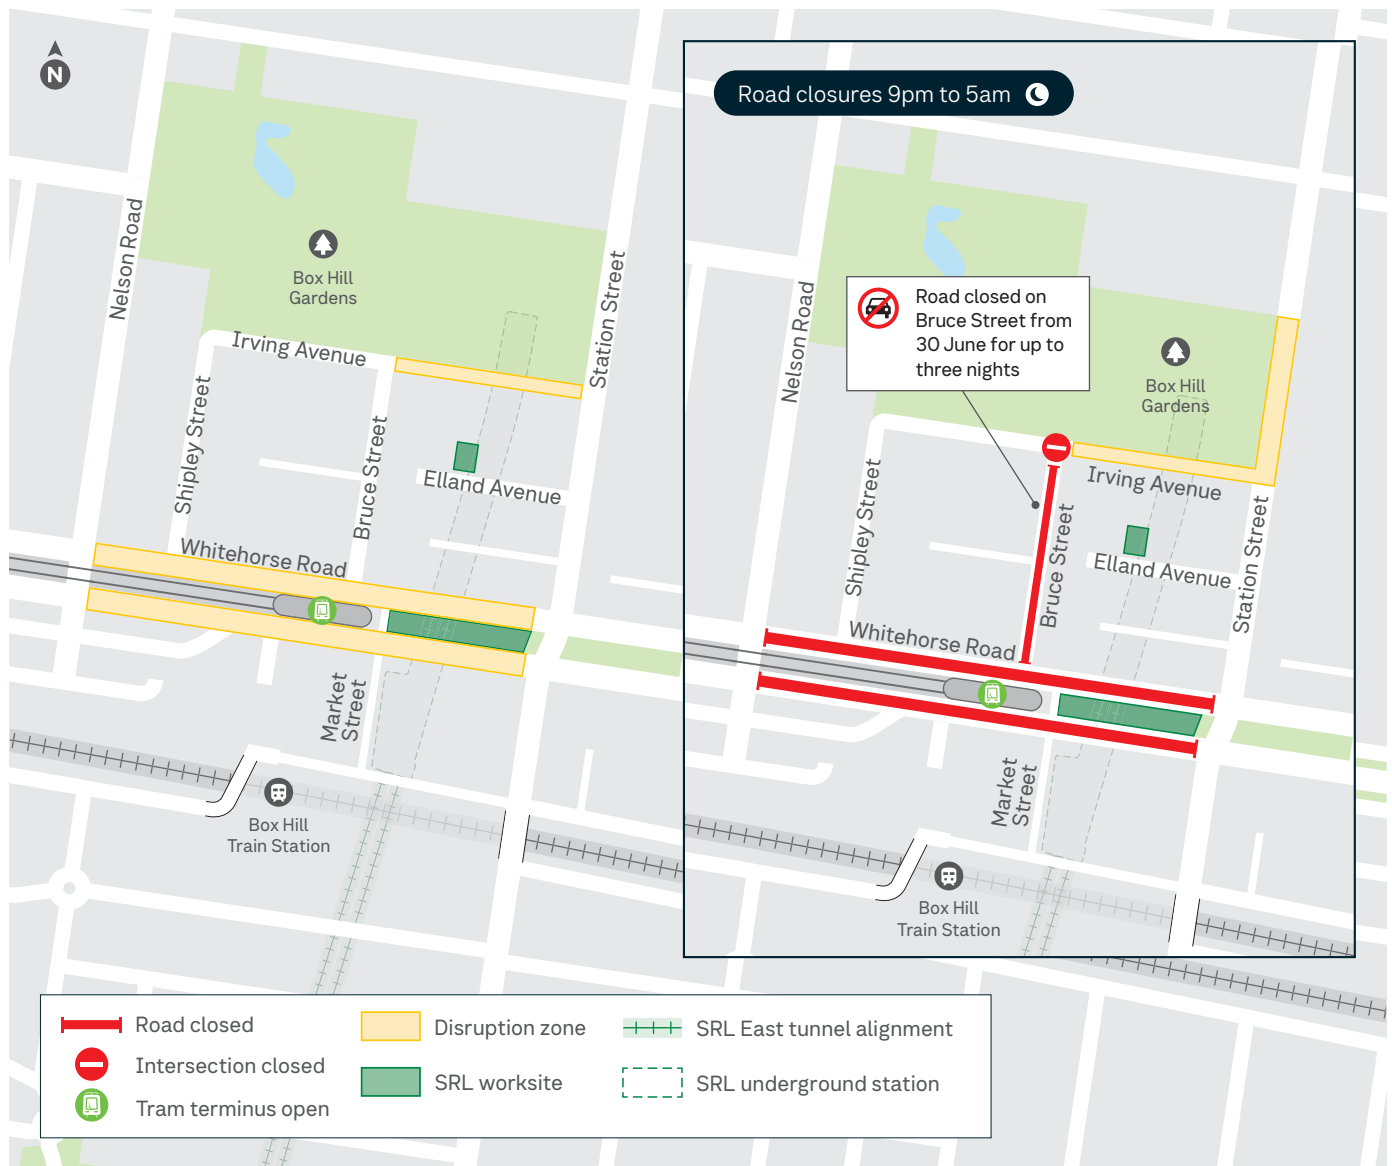 N
Nelson Road
Box Hill
Gardens
Station Street
Irving Avenue
Shipley Street
Bruce Street
Elland Avenue
Whitehorse Road
Market
Street
Box Hill
Train Station
Road closures 9pm to 5am
Nelson Road
Road closed on
Bruce Street from
30 June for up to
three nights
Box Hill
Gardens
Irving Avenue
Shipley Street
Bruce Street
Elland Avenue
Station Street
Whitehorse Road
Market
Street
Box Hill
Train Station
Road closed
Intersection closed
Tram terminus open
Disruption zone
SRL worksite
SRL East tunnel alignment
SRL underground station